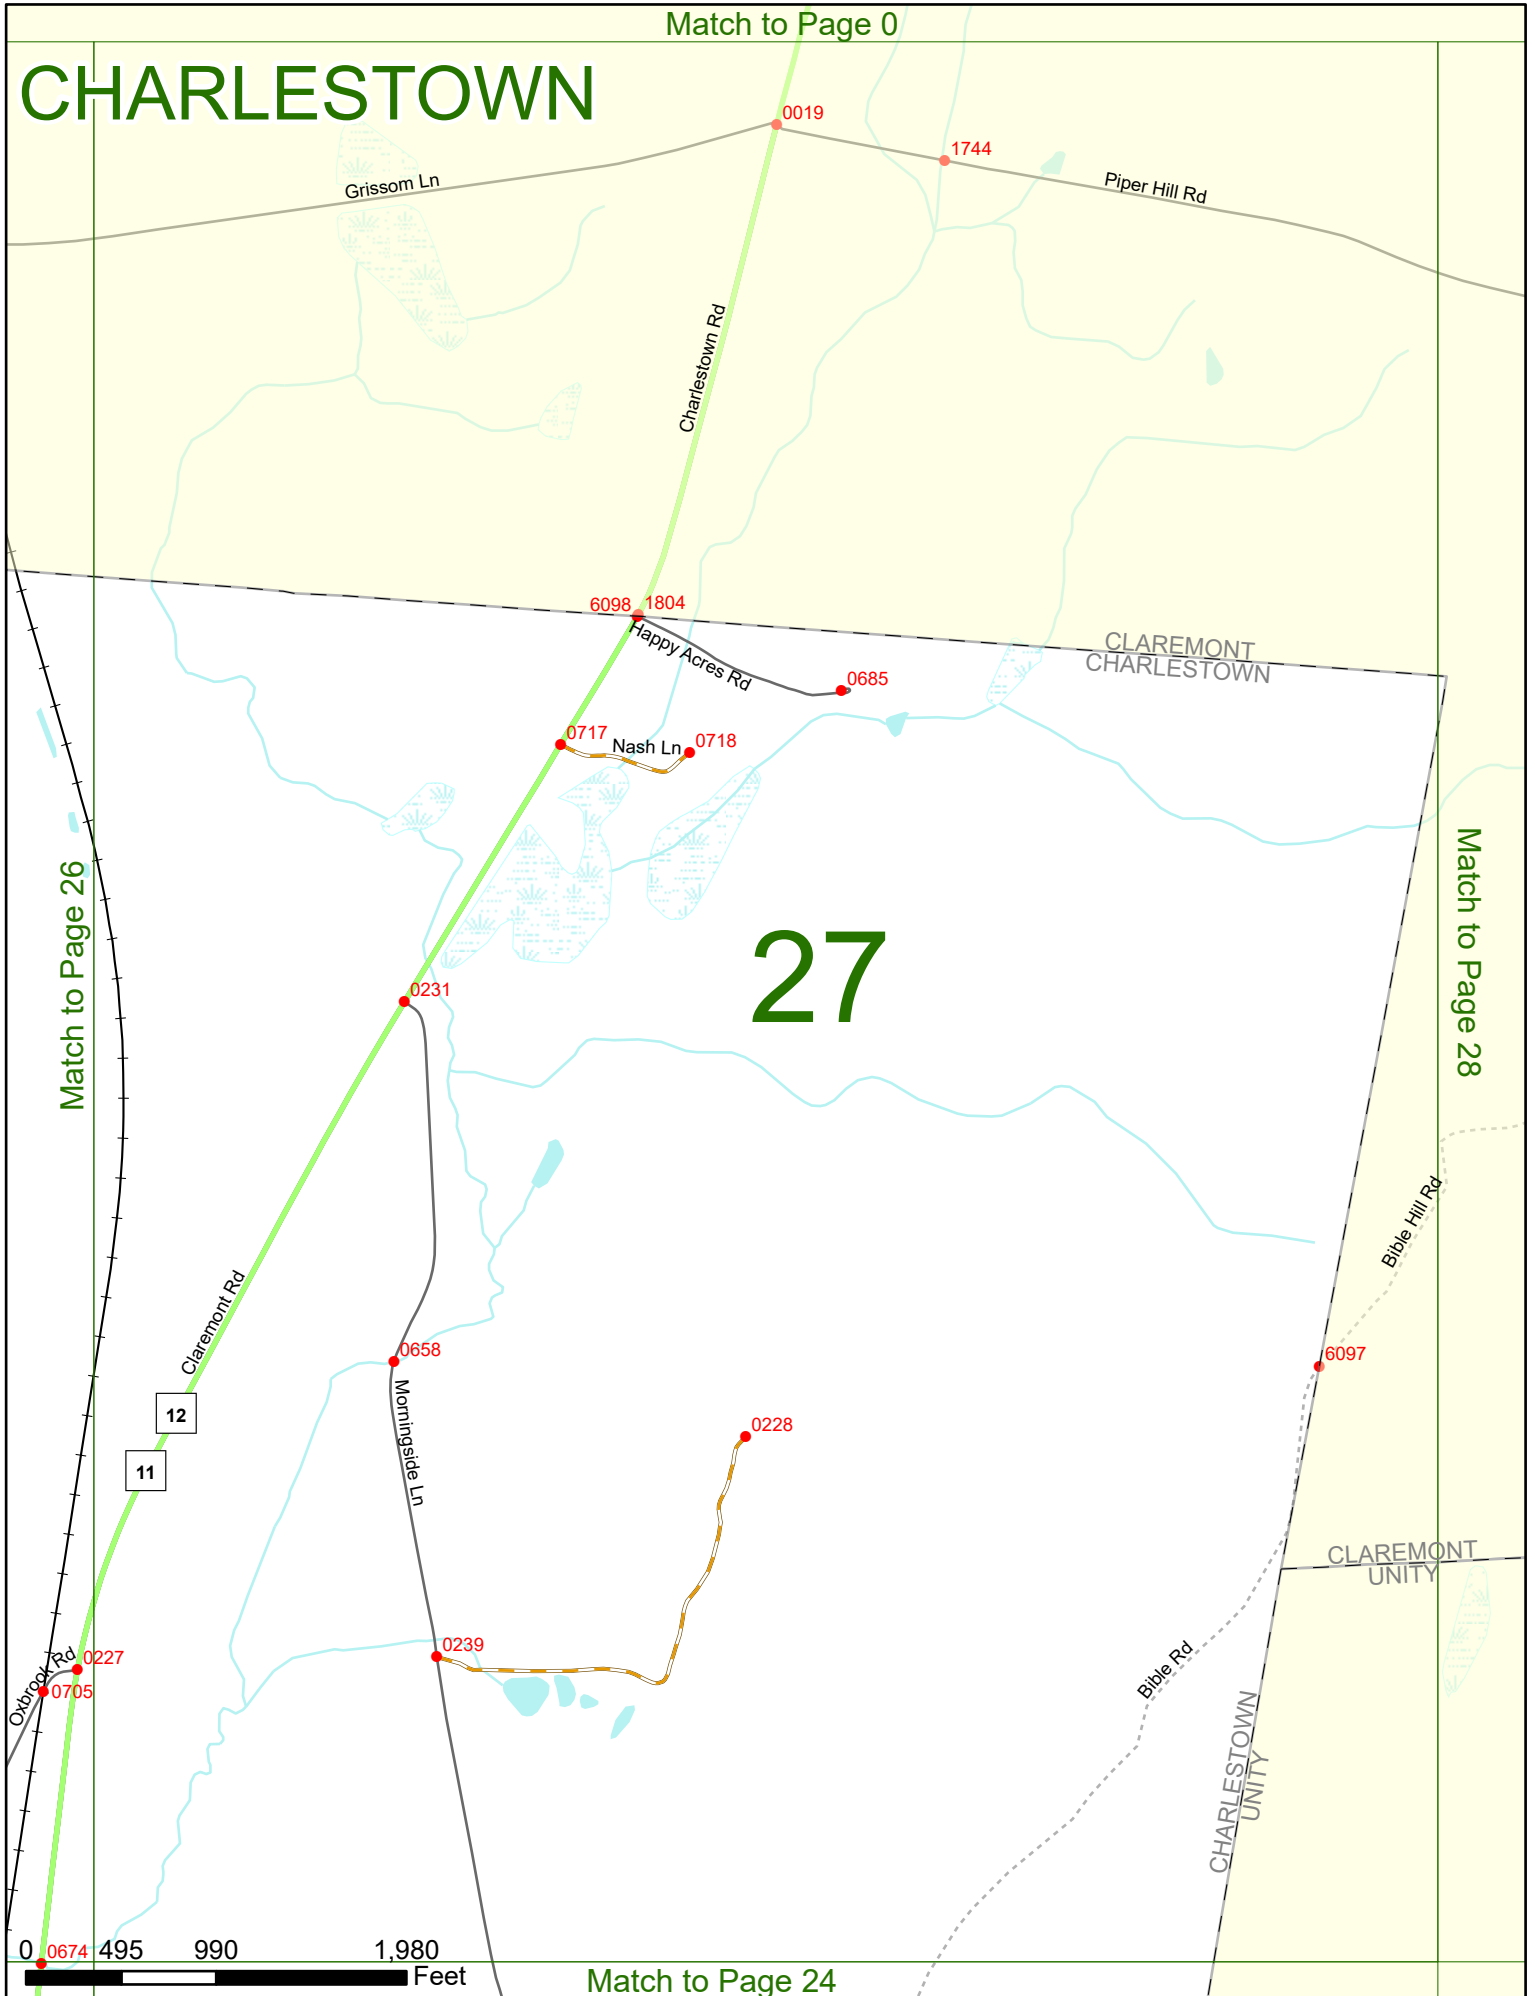 Match to Page 0
CHARLESTOWN
0019
1744
Grissom Ln
Piper Hill Rd
Charlestown Rd
6098
1804
Happy Acres Rd
CLAREMONT
CHARLESTOWN
0685
0717
Nash Ln
0718
Match to Page 26
Match to Page 28
27
0231
Bible Hill Rd
Claremont Rd
0658
6097
12
Morningside Ln
0228
11
CLAREMONT
UNITY
0239
Oxbrook Rd
0227
0705
Bible Rd
CHARLESTOWN
UNITY
0674
0 495 990 1,980
Feet
Match to Page 24